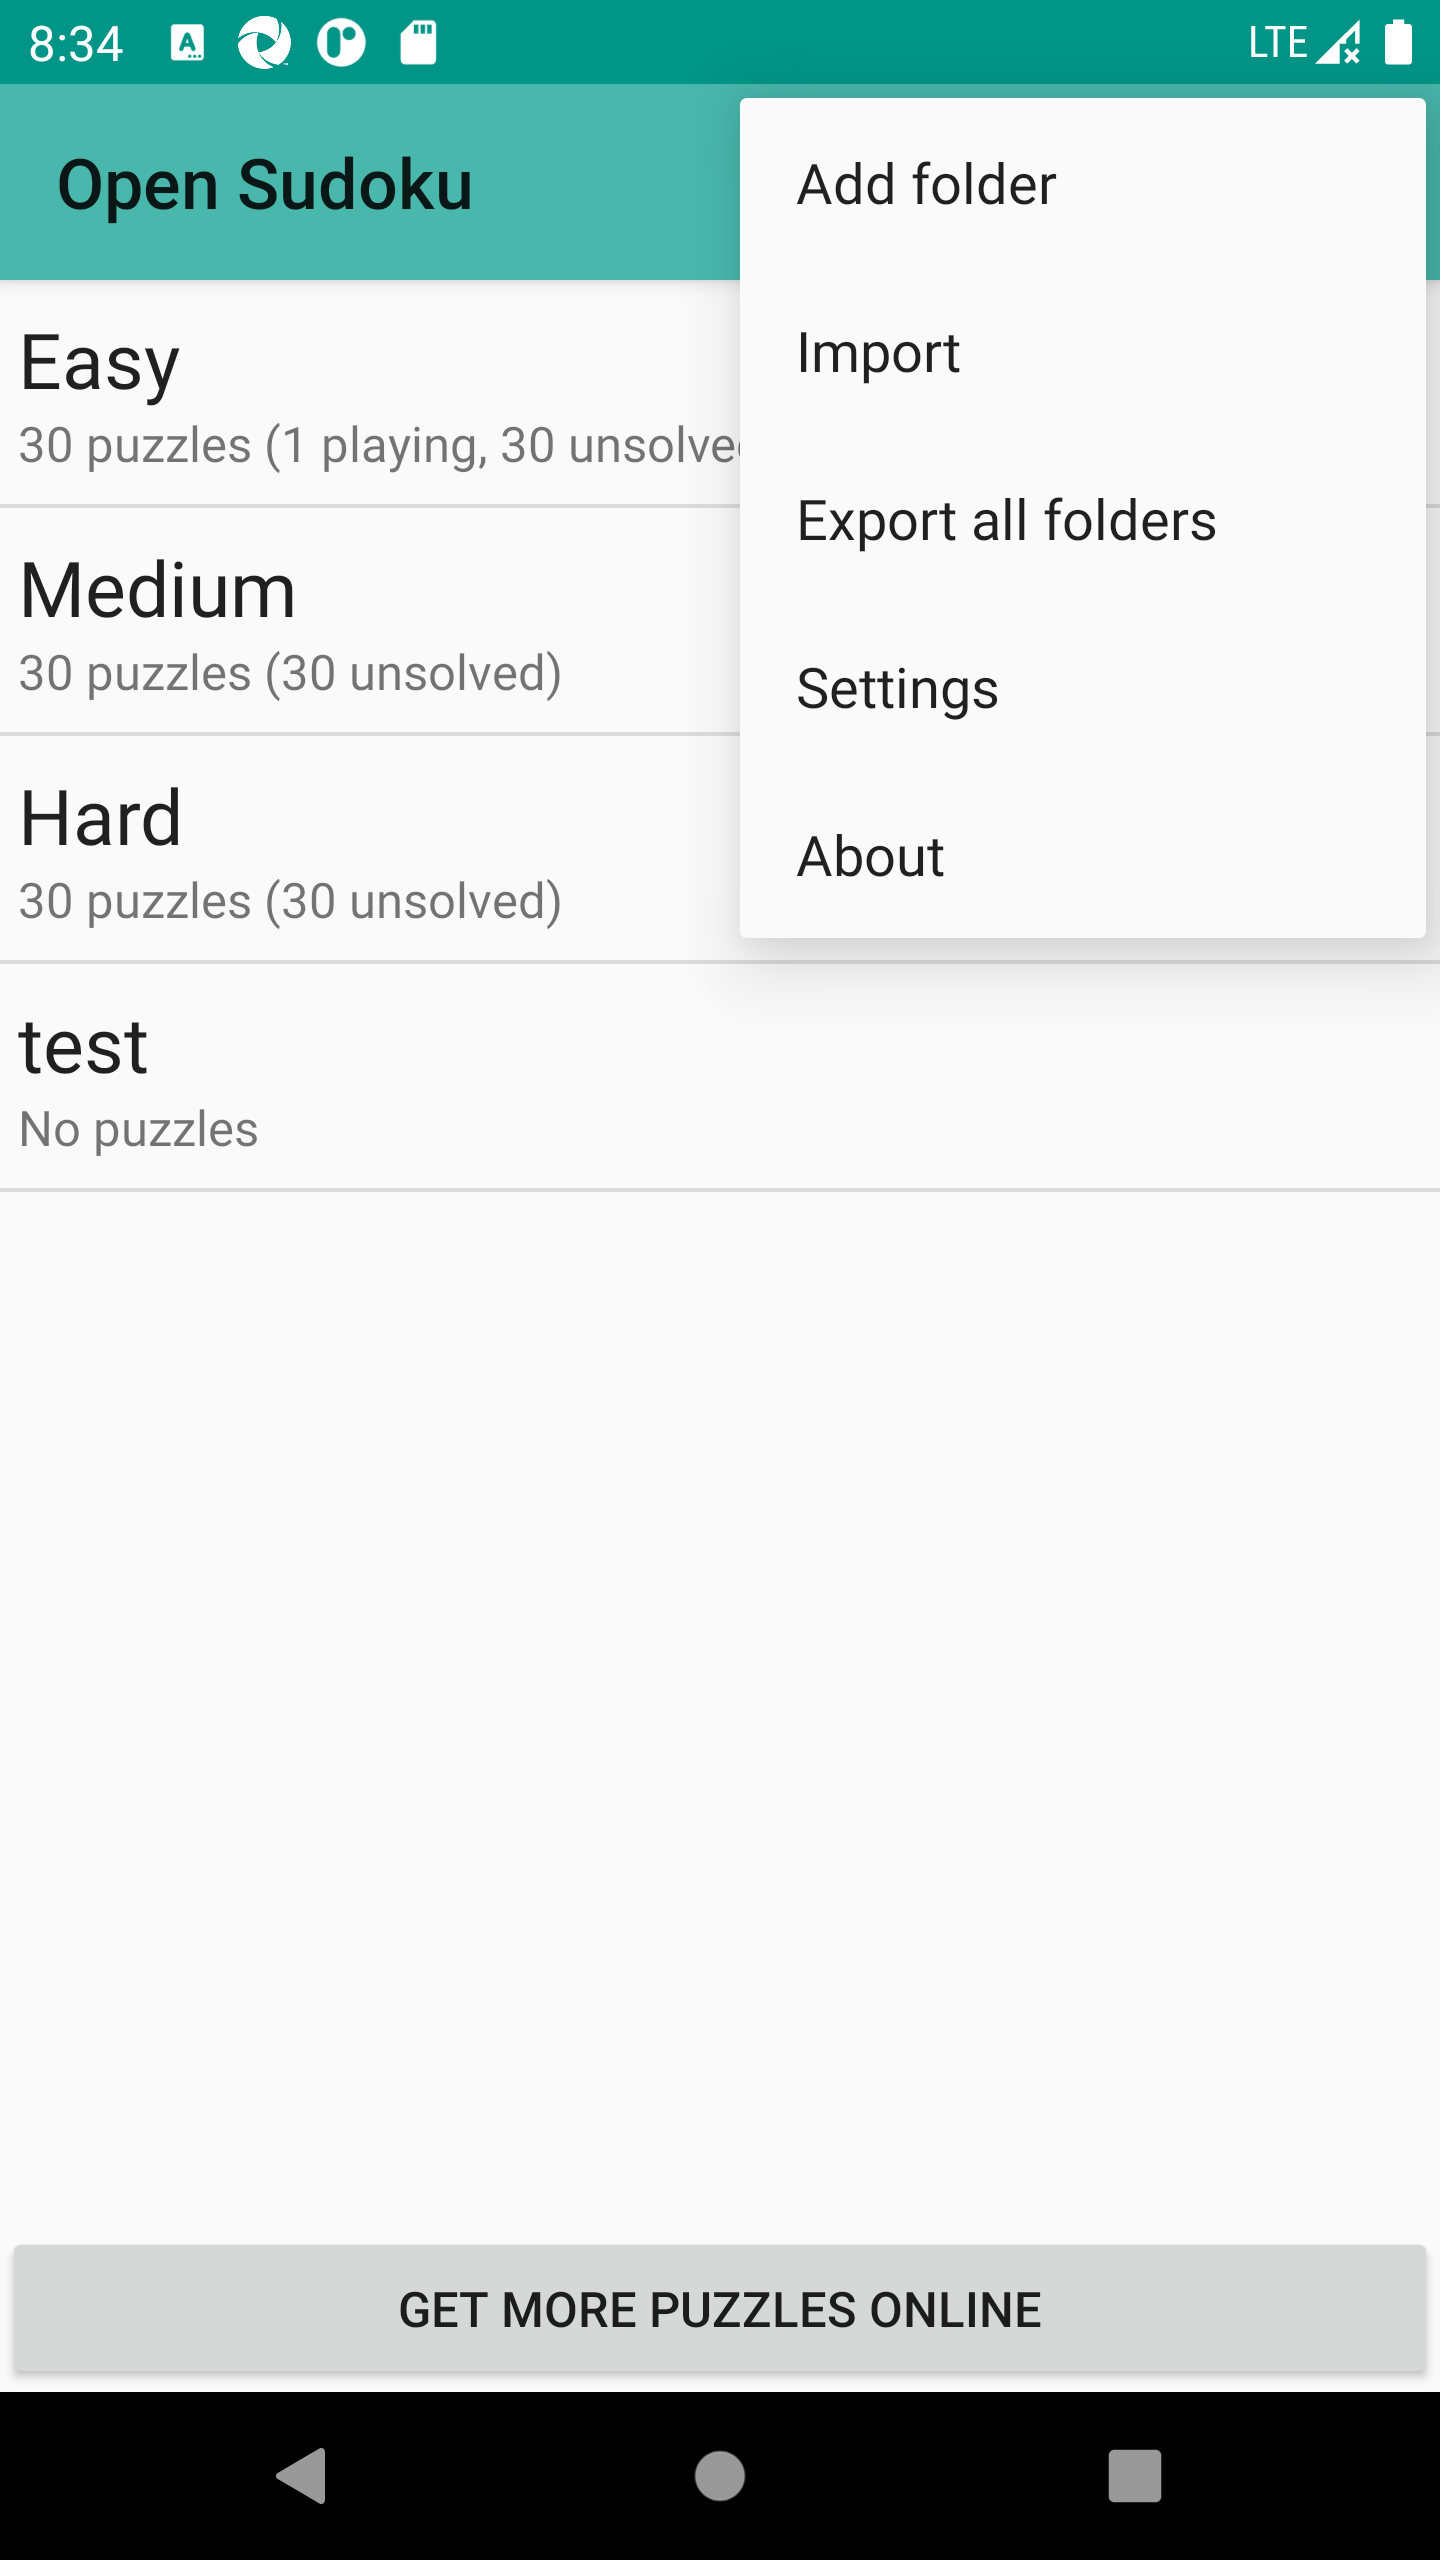 8:34
LTE
Open Sudoku
Add folder
Import
Export all folders
Settings
About
Easy
30 puzzles (1 playing, 30 unsolve
Medium
30 puzzles (30 unsolved)
Hard
30 puzzles (30 unsolved)
test
No puzzles
GET MORE PUZZLES ONLINE